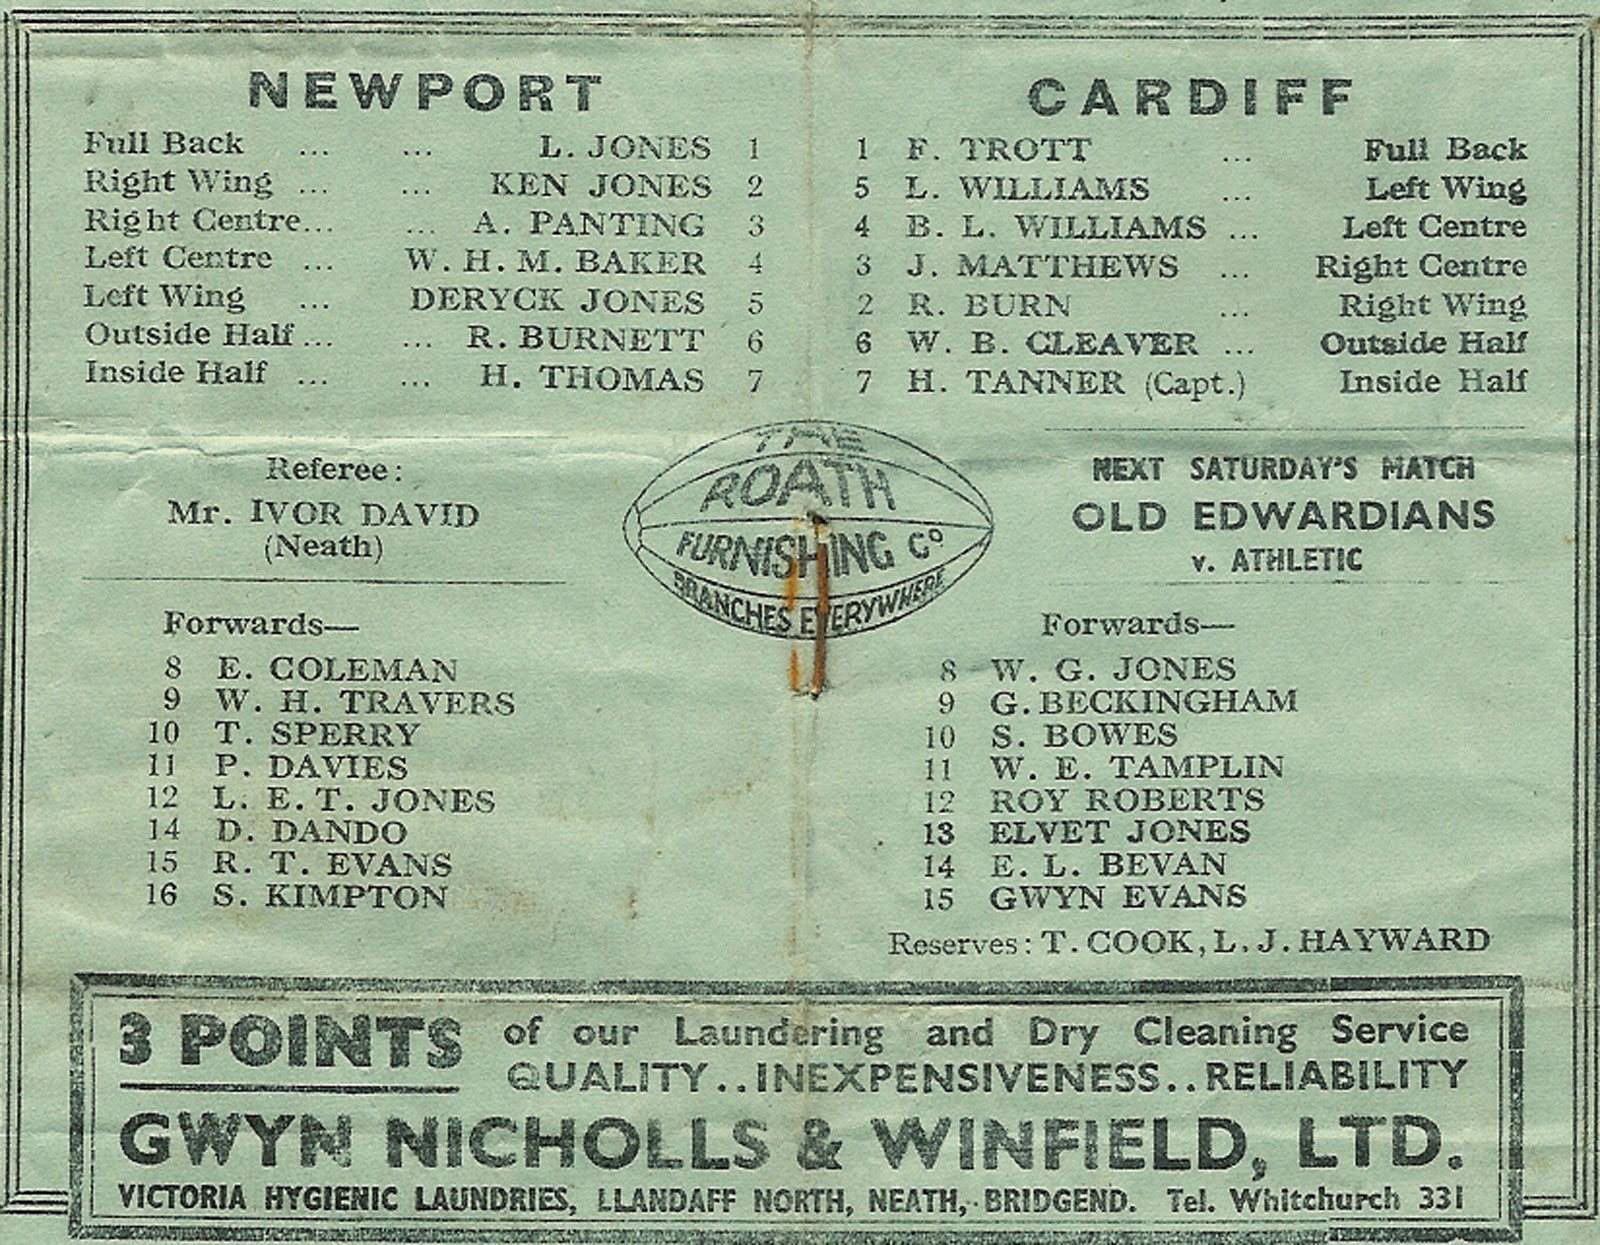 NEWPORT
Full Back ... ... L. JONES 1
Right Wing ... ... KEN JONES 2
Right Centre... ... A. PANTING 3
Left Centre ... W. H. M. BAKER 4
Left Wing ... DERYCK JONES 5
Outside Half ... ... R. BURNETT 6
Inside Half ... ... H. THOMAS 7
Referee:
Mr. IVOR DAVID
(Neath)
Forwards—
8 E. COLEMAN
9 W. H. TRAVERS
10 T. SPERRY
11 P. DAVIES
12 L. E. T. JONES
14 D. DANDO
15 R. T. EVANS
16 S. KIMPTON
THE
ROATH
FURNISHING Co
BRANCHES EVERYWHERE
CARDIFF
1 F. TROTT ... Full Back
5 L. WILLIAMS ... Left Wing
4 B. L. WILLIAMS ... Left Centre
3 J. MATTHEWS ... Right Centre
2 R. BURN ... Right Wing
6 W. B. CLEAVER ... Outside Half
7 H. TANNER (Capt.) Inside Half
NEXT SATURDAY'S MATCH
OLD EDWARDIANS
v. ATHLETIC
Forwards—
8 W. G. JONES
9 G. BECKINGHAM
10 S. BOWES
11 W. E. TAMPLIN
12 ROY ROBERTS
13 ELVET JONES
14 E. L. BEVAN
15 GWYN EVANS
Reserves: T. COOK, L. J. HAYWARD
3 POINTS of our Laundering and Dry Cleaning Service
QUALITY..INEXPENSIVENESS..RELIABILITY
GWYN NICHOLLS & WINFIELD, LTD.
VICTORIA HYGIENIC LAUNDRIES, LLANDAFF NORTH, NEATH, BRIDGEND. Tel. Whitchurch 331